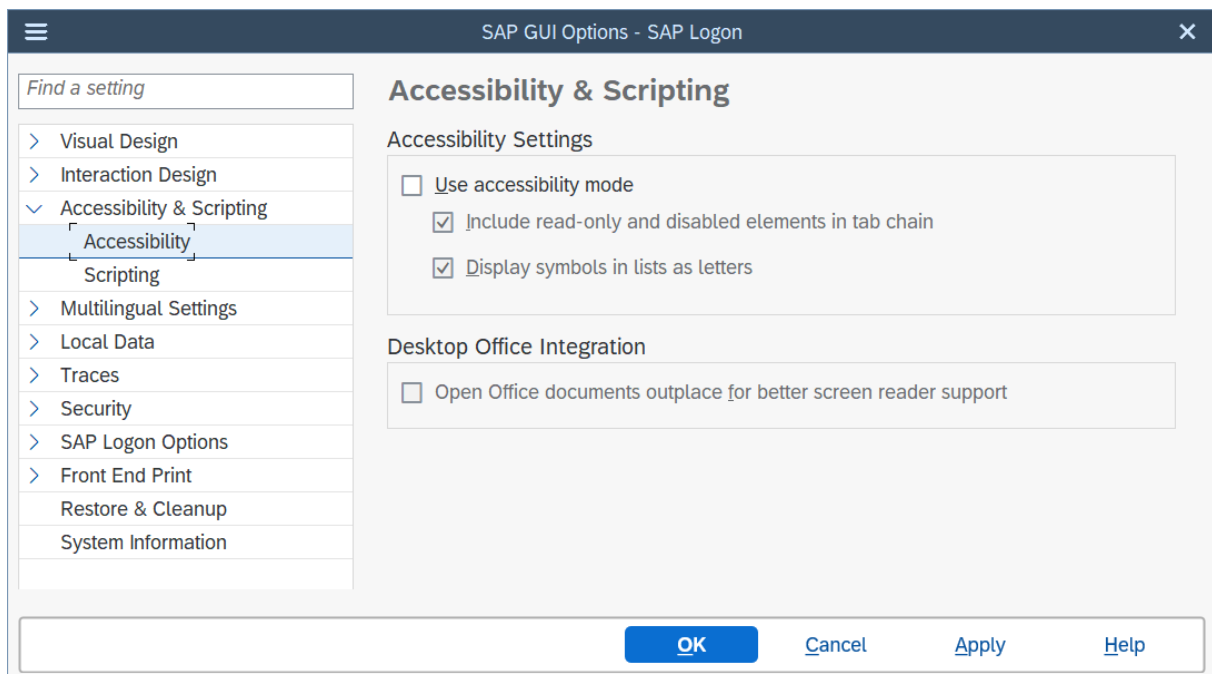 SAP GUI Options - SAP Logon
Find a setting
Visual Design
Interaction Design
Accessibility & Scripting
Accessibility
Scripting
Multilingual Settings
Local Data
Traces
Security
SAP Logon Options
Front End Print
Restore & Cleanup
System Information
Accessibility & Scripting
Accessibility Settings
Use accessibility mode
Include read-only and disabled elements in tab chain
Display symbols in lists as letters
Desktop Office Integration
Open Office documents outplace for better screen reader support
OK
Cancel
Apply
Help